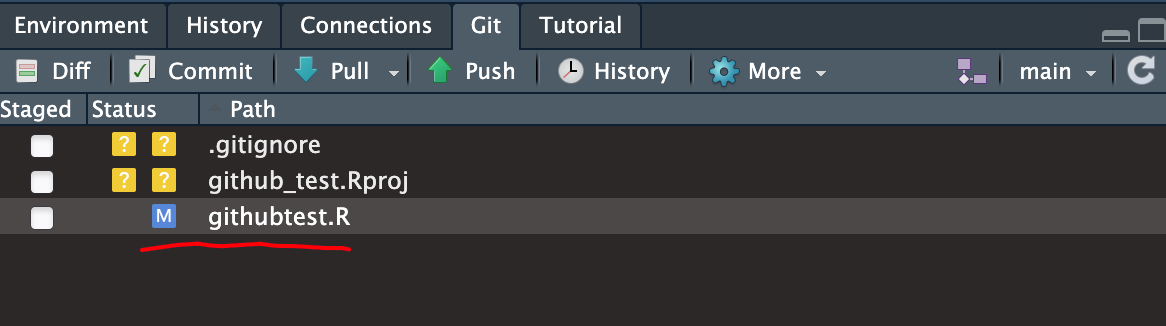 Environment History Connections Git Tutorial
Diff Commit Pull Push History More main
Staged Status Path
? ? .gitignore
? ? github_test.Rproj
M githubtest.R